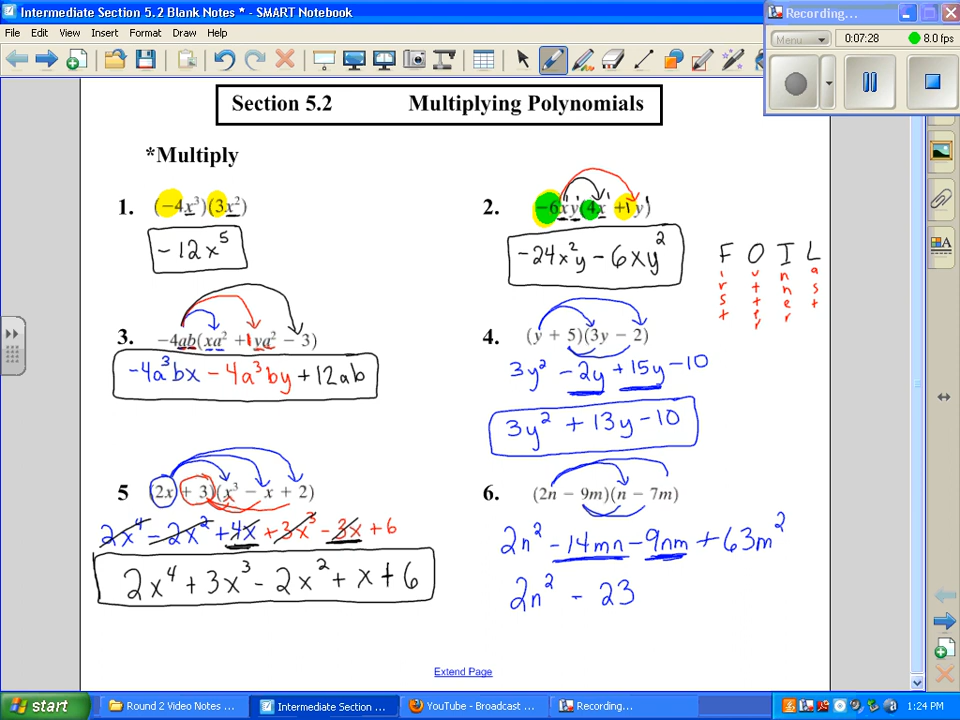 Intermediate Section 5.2 Blank Notes * - SMART Notebook
Recording...
File Edit View Insert Format Draw Help
Menu
0:07:28
8.0 fps
Section 5.2 Multiplying Polynomials
*Multiply
1. (−4x³)(3x²)
−12x⁵
2. −6xy(4x + 1y)
−24x²y − 6xy²
F O I L
First
Outter
Inner
Last
3. −4ab(xa² + 1ya² − 3)
−4a³bx − 4a³by + 12ab
4. (y + 5)(3y − 2)
3y² − 2y + 15y − 10
3y² + 13y − 10
5 (2x + 3)(x³ − x + 2)
2x⁴ − 2x² + 4x + 3x³ − 3x + 6
2x⁴ + 3x³ − 2x² + x + 6
6. (2n − 9m)(n − 7m)
2n² − 14mn − 9nm + 63m²
2n² − 23
Extend Page
start
Round 2 Video Notes ...
Intermediate Section ...
YouTube - Broadcast ...
Recording...
1:24 PM